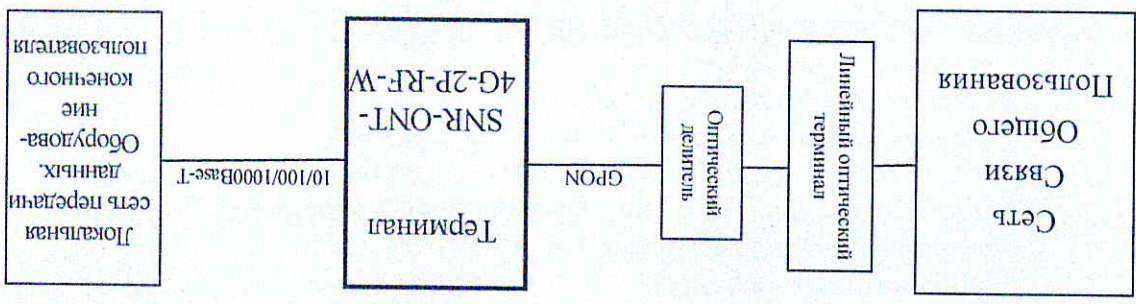 Сеть
Связи
Общего
Пользования
Линейный оптический
терминал
Оптический
делитель
GPON
Терминал
SNR-ONT-
4G-2P-RF-W
10/100/1000Base-T
Локальная
сеть передачи
данных.
Оборудова-
ние
конечного
пользователя